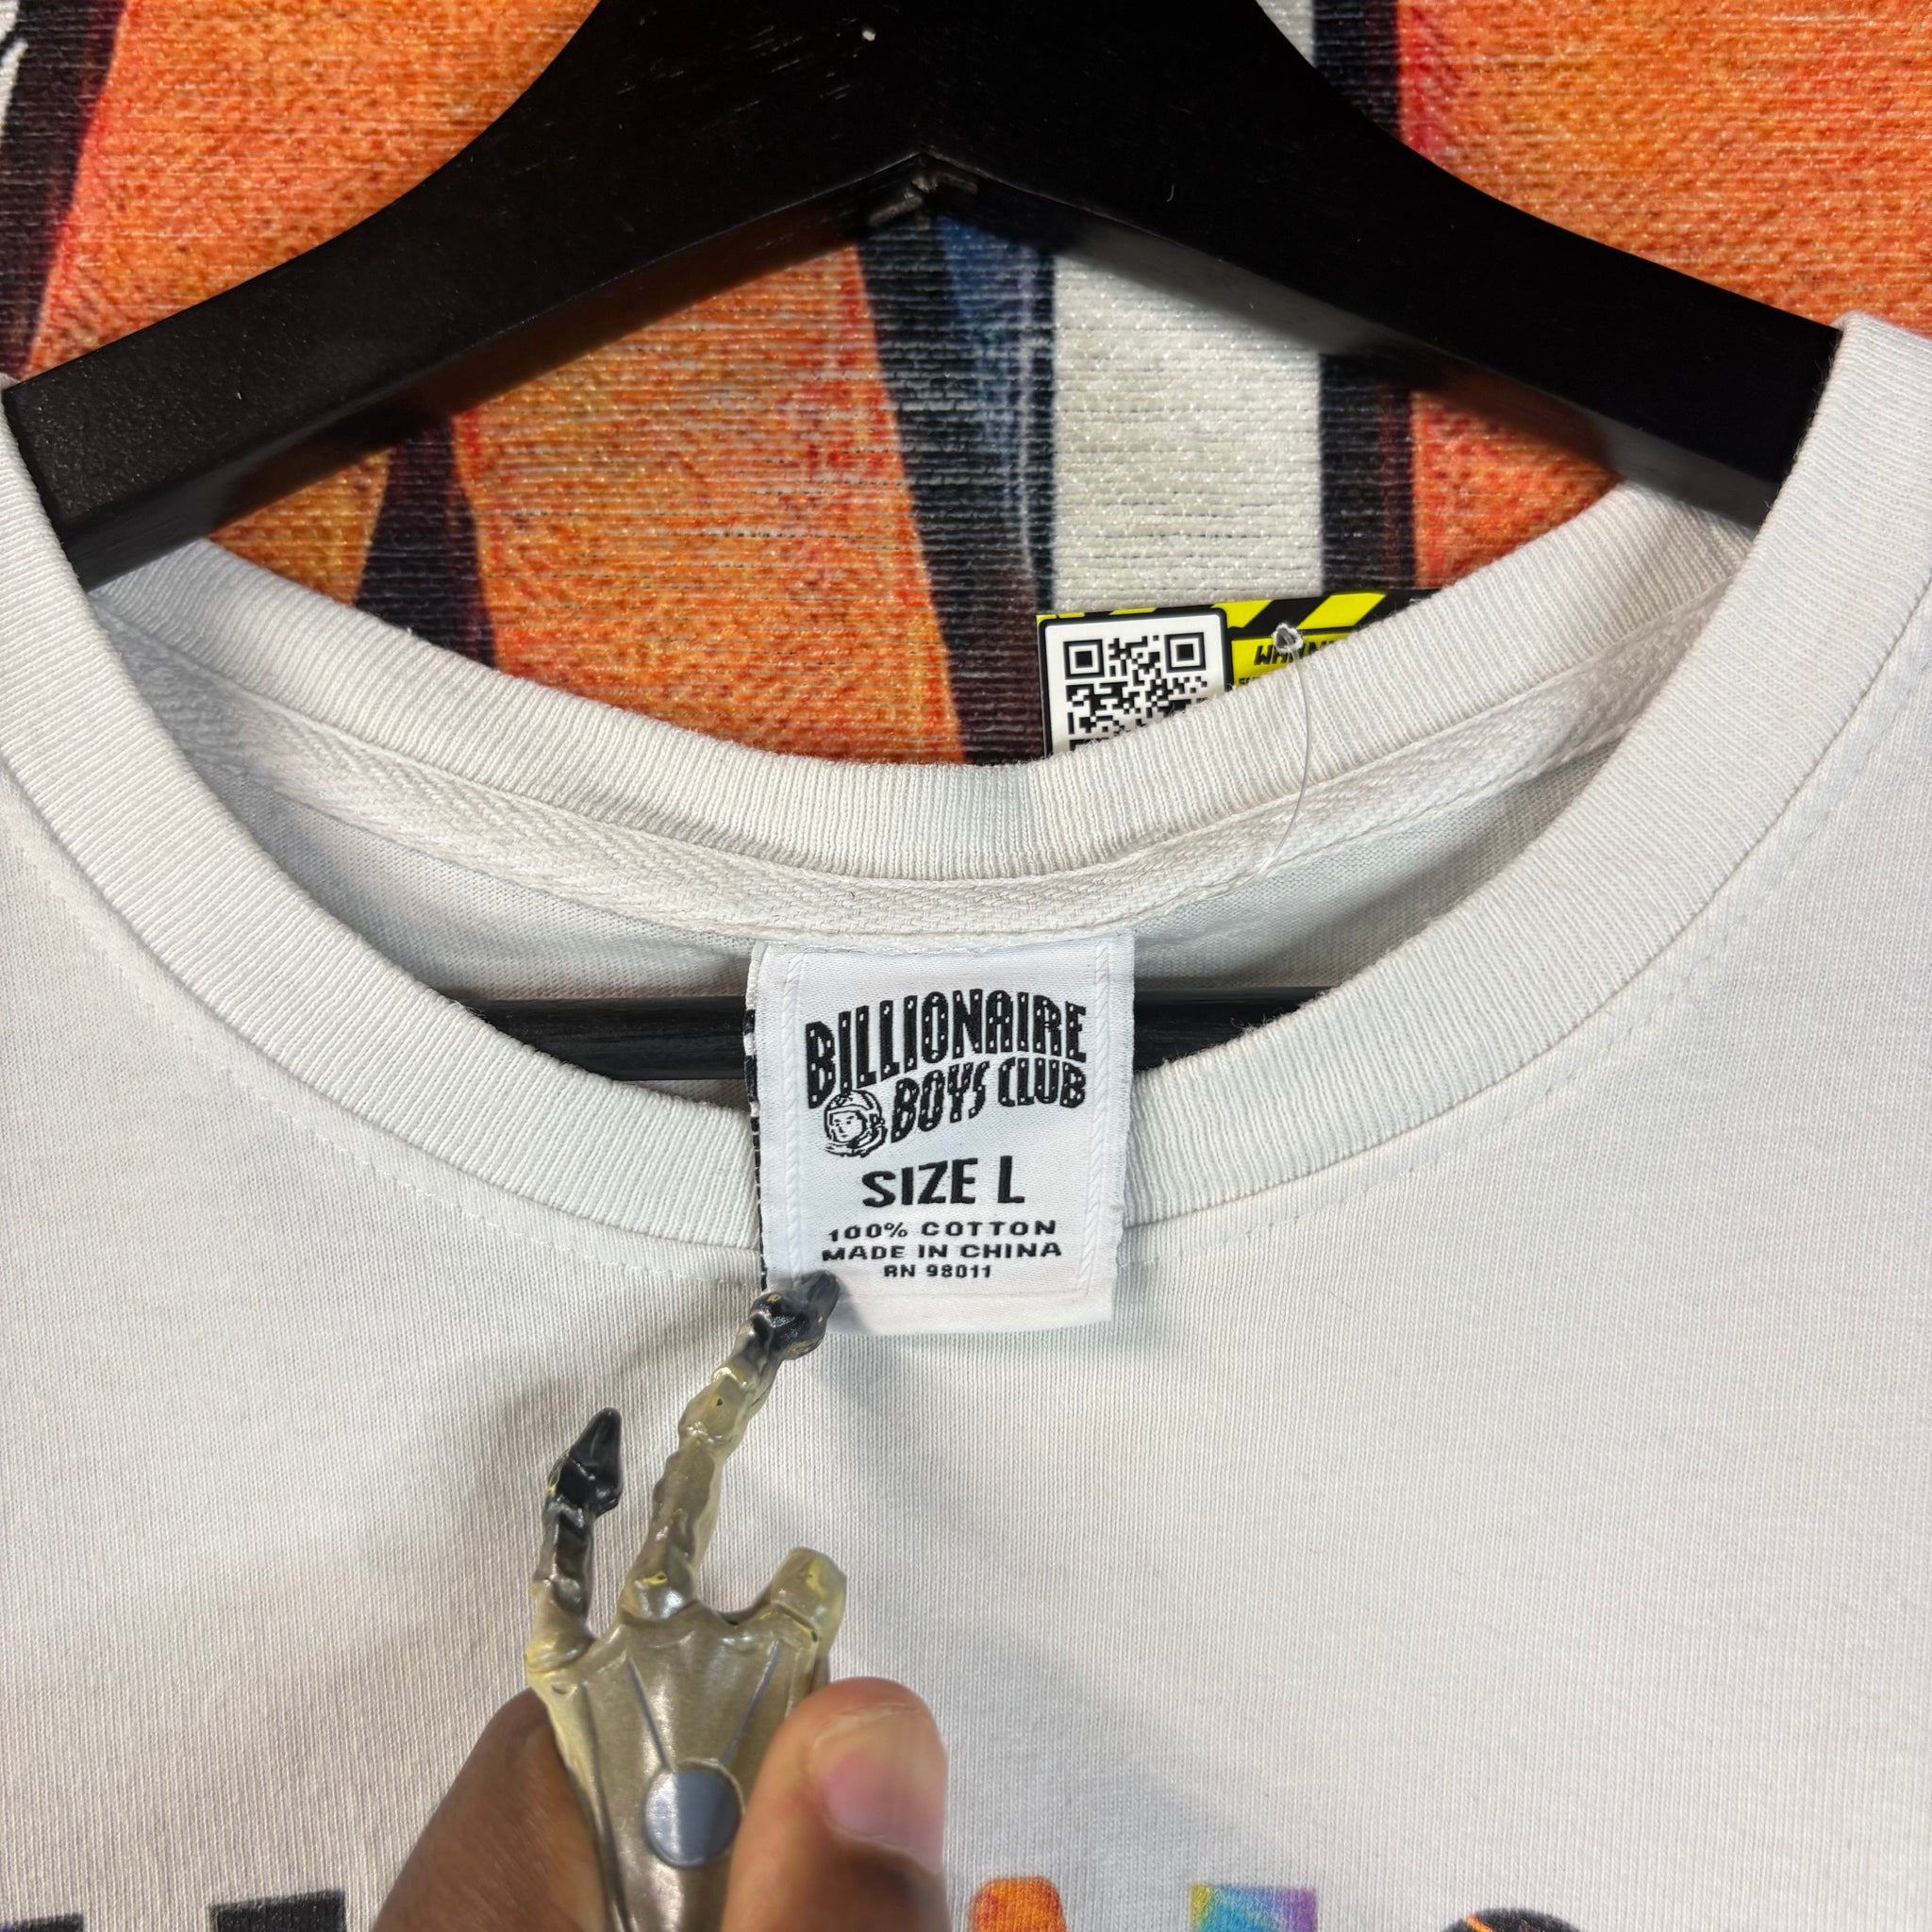 BILLIONAIRE
BOYS CLUB
SIZE L
100% COTTON
MADE IN CHINA
RN 98011